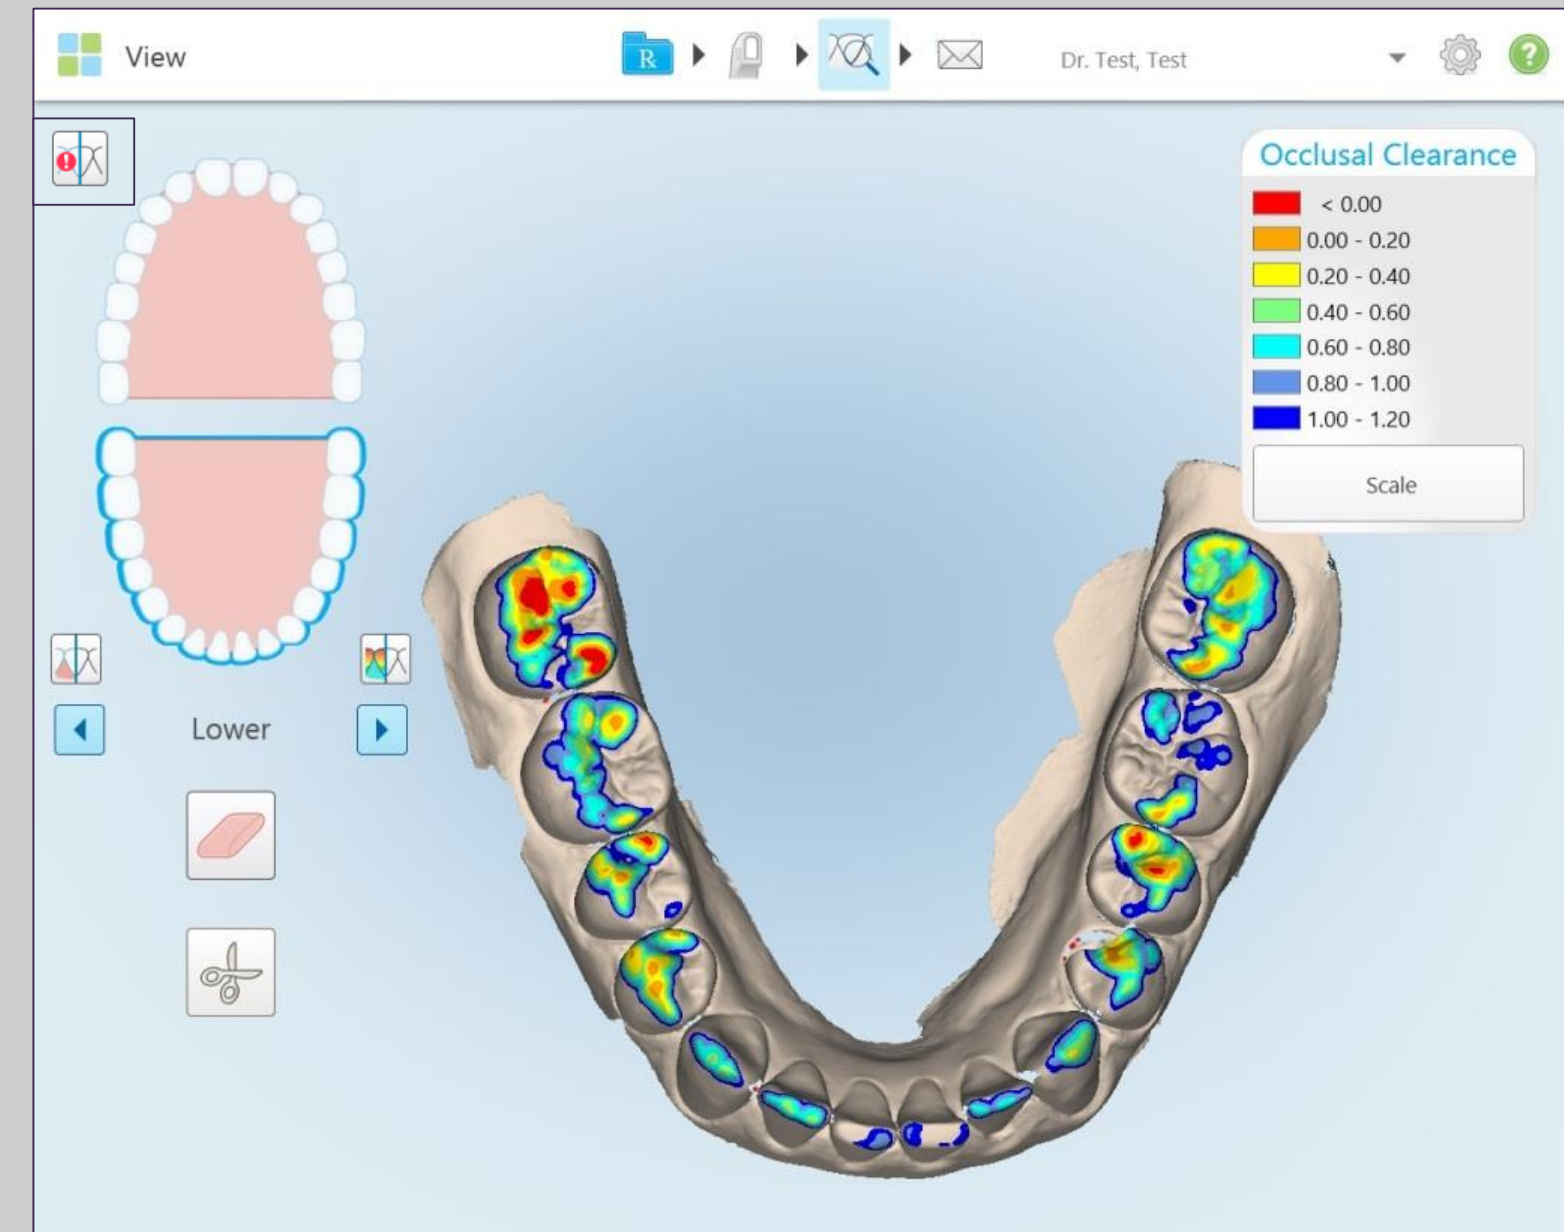 View
R
Dr. Test, Test
?
!
Occlusal Clearance
< 0.00
0.00 - 0.20
0.20 - 0.40
0.40 - 0.60
0.60 - 0.80
0.80 - 1.00
1.00 - 1.20
Scale
Lower